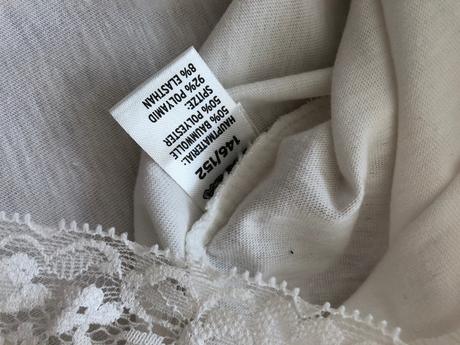 146/152
HAUPTMATERIAL:
50% BAUMWOLLE
50% POLYESTER
SPITZE:
92% POLYAMID
8% ELASTHAN